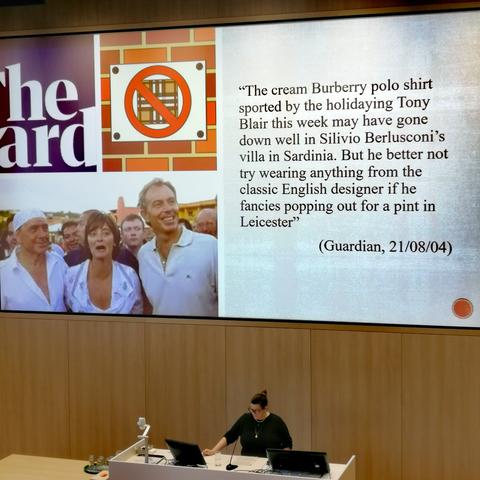 The
ard
“The cream Burberry polo shirt
sported by the holidaying Tony
Blair this week may have gone
down well in Silivio Berlusconi’s
villa in Sardinia. But he better not
try wearing anything from the
classic English designer if he
fancies popping out for a pint in
Leicester”
(Guardian, 21/08/04)